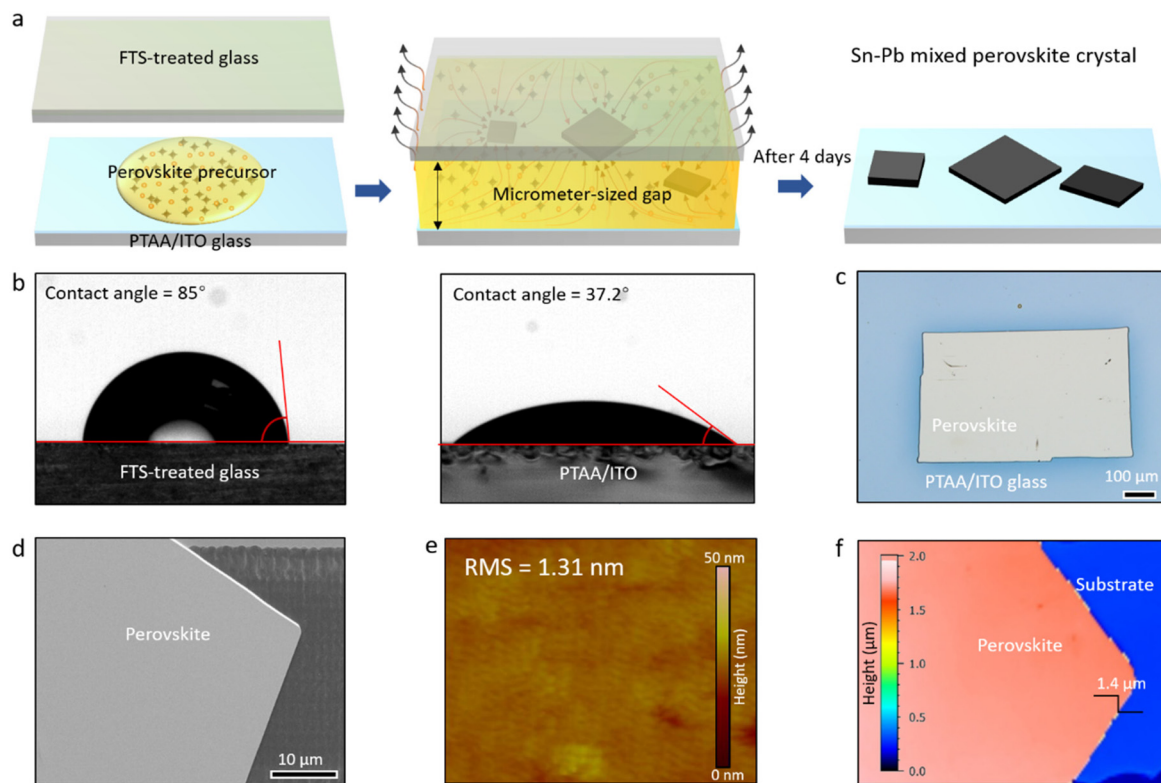 a
FTS-treated glass
Perovskite precursor
PTAA/ITO glass
Micrometer-sized gap
After 4 days
Sn-Pb mixed perovskite crystal
b
Contact angle = 85°
FTS-treated glass
Contact angle = 37.2°
PTAA/ITO
c
Perovskite
PTAA/ITO glass
100 µm
d
Perovskite
10 µm
e
RMS = 1.31 nm
50 nm
Height (nm)
0 nm
f
Height (µm)
2.0
1.5
1.0
0.5
0.0
Substrate
Perovskite
1.4 µm